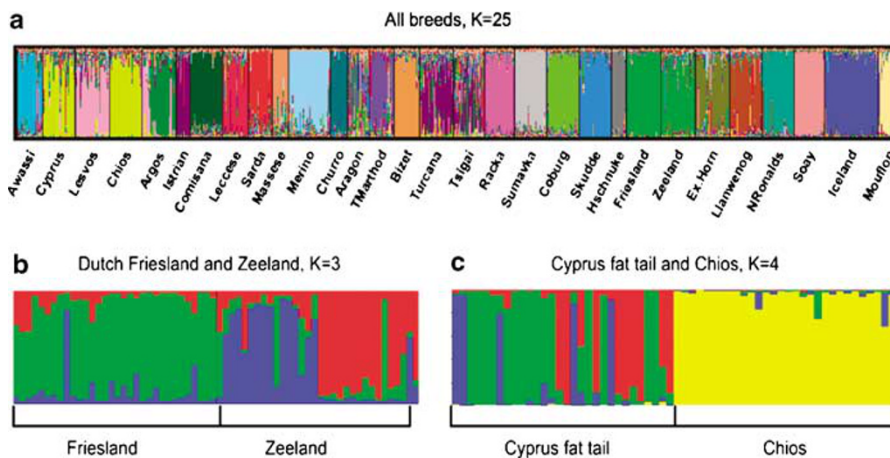 a
All breeds, K=25
Awassi Cyprus Lesvos Chios Argos Istrian Comisana Leccese Sarda Massese Merino Churro Aragon TMarthod Bizet Turcana Tsigai Racka Sumavka Coburg Skudde Hschnuke Friesland Zeeland Ex Horn Llanwenog NRonalds Soay Iceland Mouflon
b Dutch Friesland and Zeeland, K=3
c Cyprus fat tail and Chios, K=4
Friesland Zeeland
Cyprus fat tail Chios